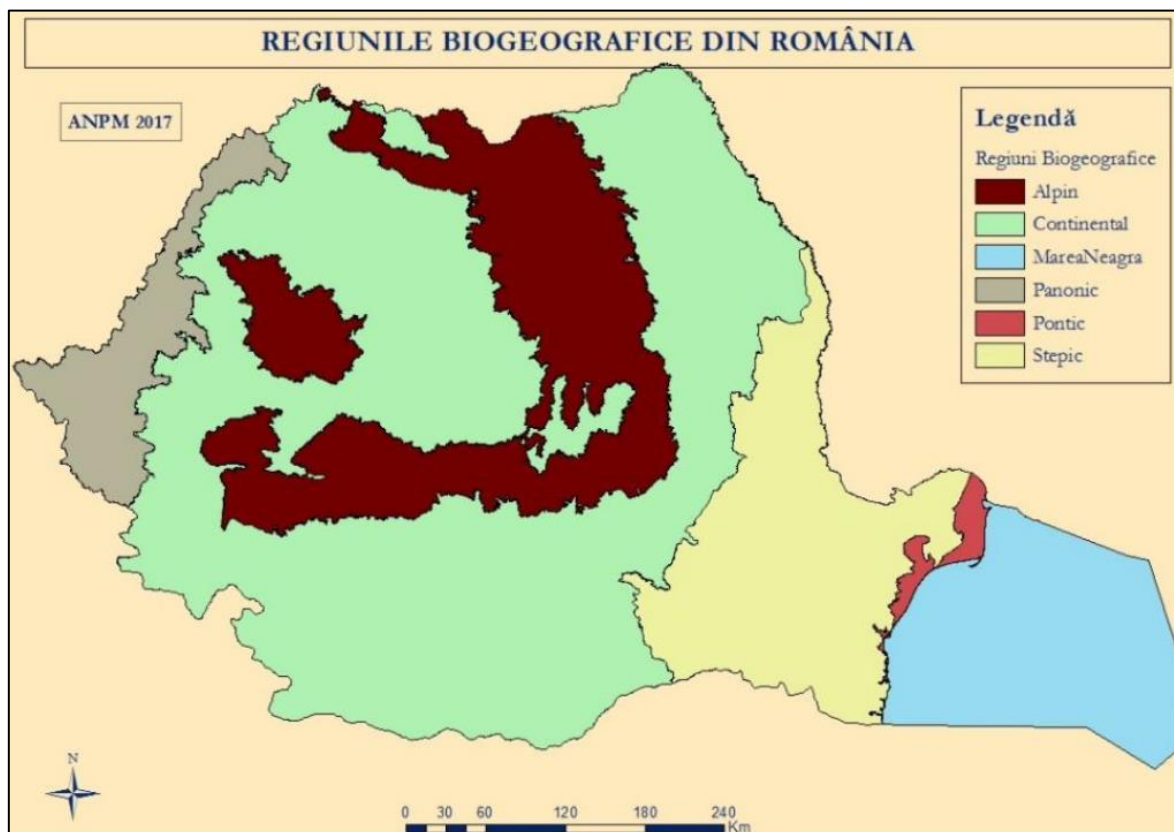 REGIUNILE BIOGEOGRAFICE DIN ROMÂNIA
ANPM 2017
Legendă
Regiuni Biogeografice
Alpin
Continental
MareaNeagra
Panonic
Pontic
Stepic
N
0 30 60 120 180 240
Km